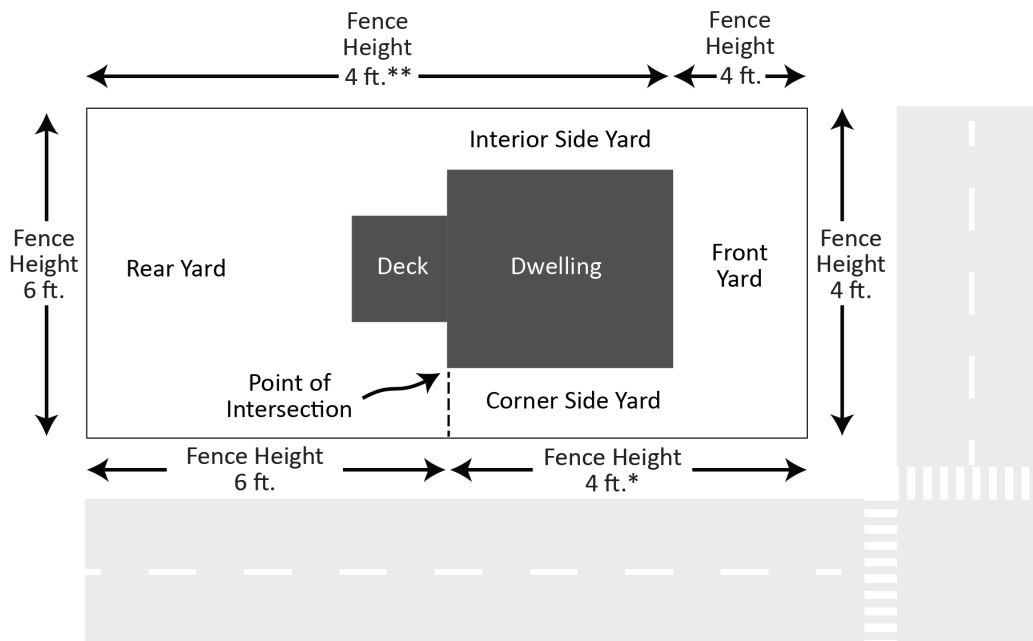 Fence
Height
4 ft.**
Fence
Height
4 ft.
Interior Side Yard
Fence
Height
6 ft.
Rear Yard
Deck
Dwelling
Front
Yard
Fence
Height
4 ft.
Point of
Intersection
Corner Side Yard
Fence Height
6 ft.
Fence Height
4 ft.*